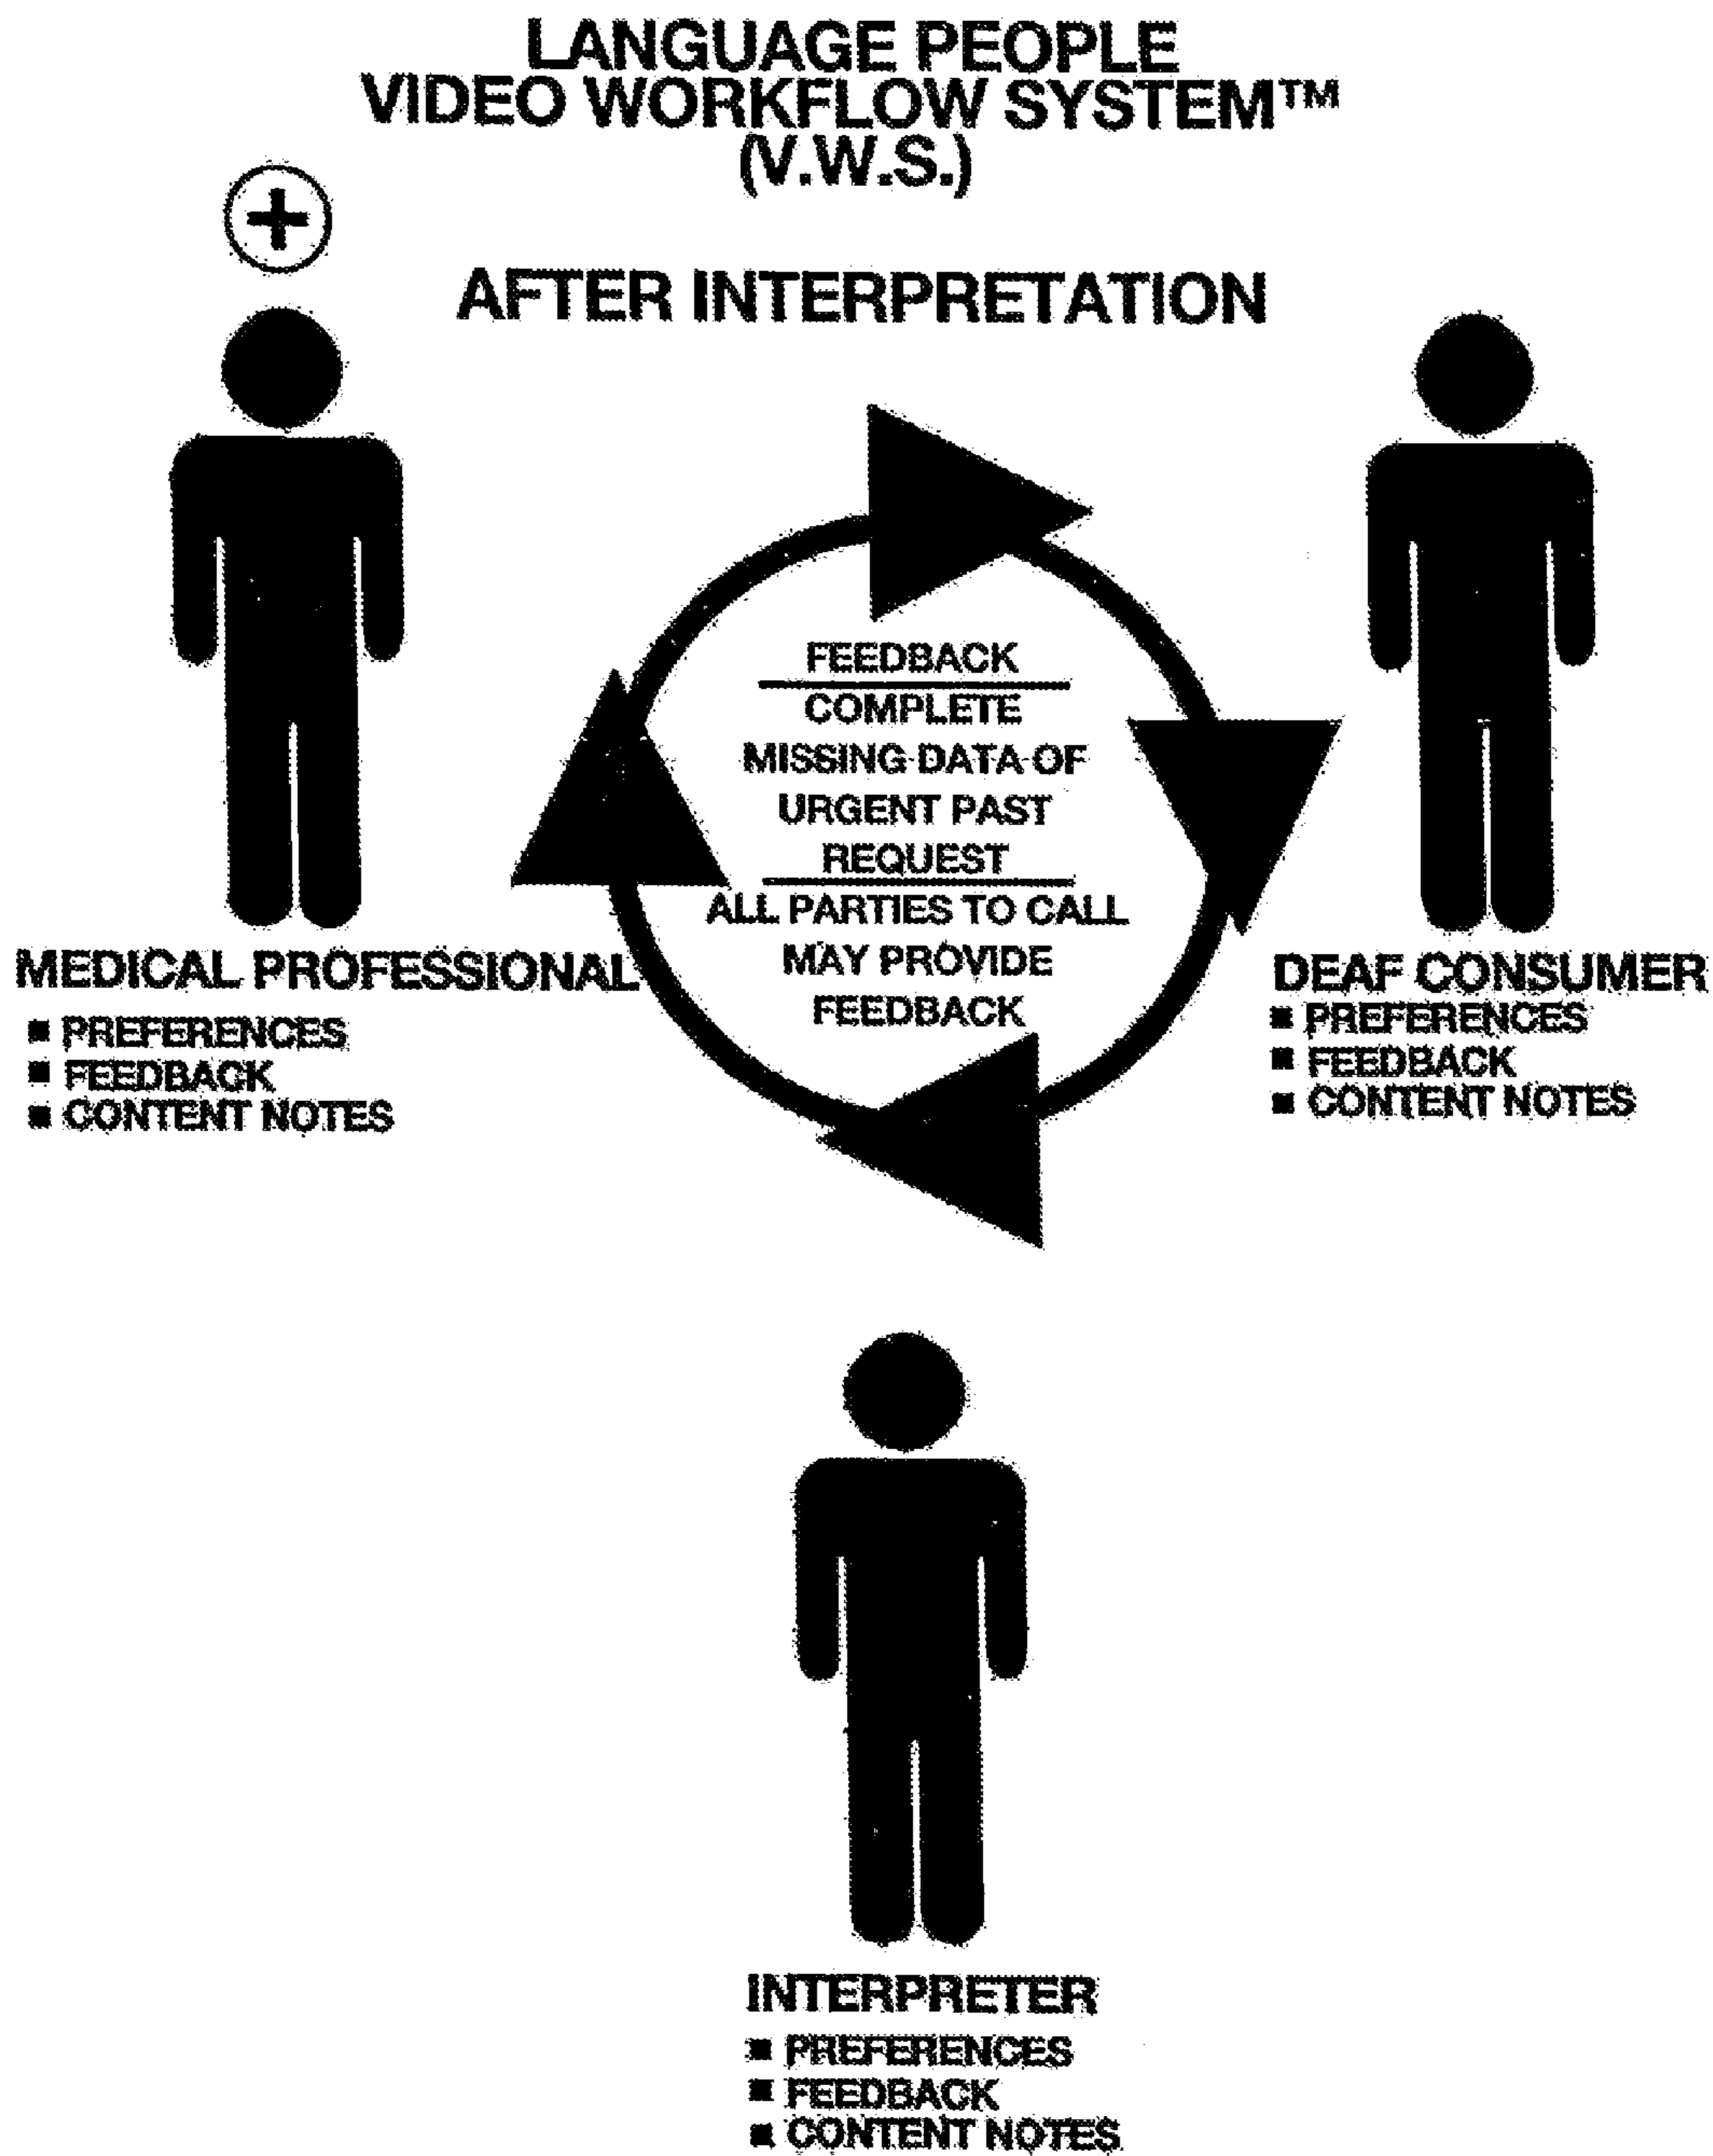 LANGUAGE PEOPLE
VIDEO WORKFLOW SYSTEM™
(V.W.S.)
AFTER INTERPRETATION
FEEDBACK
COMPLETE
MISSING DATA OF
URGENT PAST
REQUEST
ALL PARTIES TO CALL
MAY PROVIDE
FEEDBACK
MEDICAL PROFESSIONAL
▪ PREFERENCES
▪ FEEDBACK
▪ CONTENT NOTES
DEAF CONSUMER
▪ PREFERENCES
▪ FEEDBACK
▪ CONTENT NOTES
INTERPRETER
▪ PREFERENCES
▪ FEEDBACK
▪ CONTENT NOTES